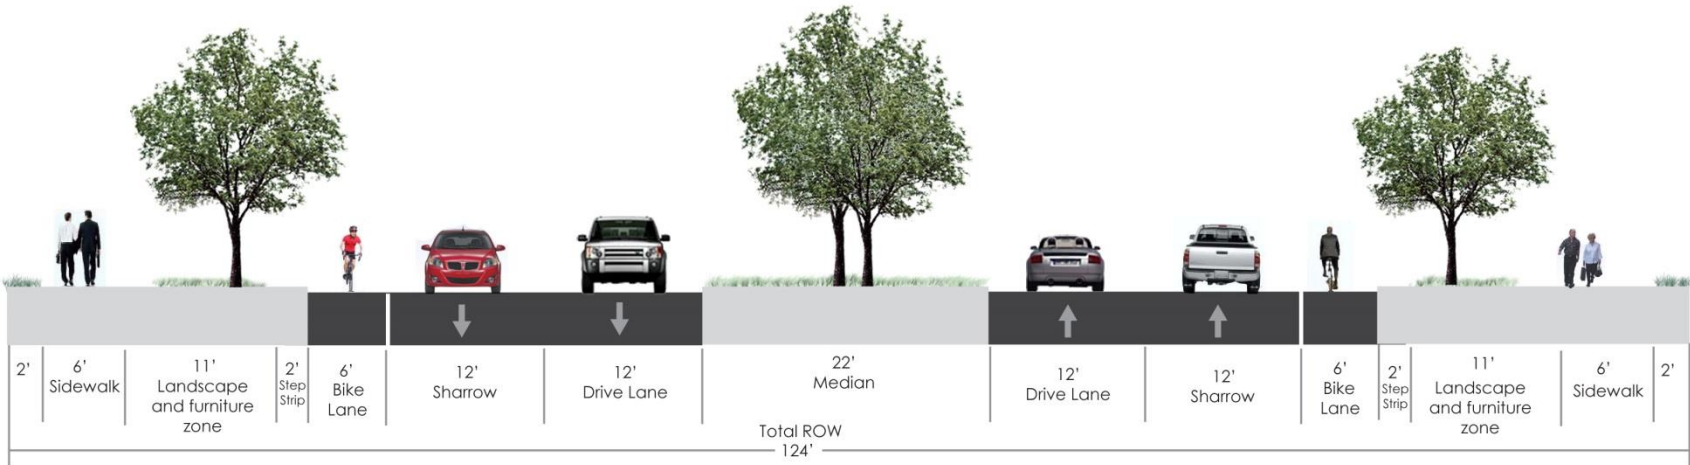 2’
6’
Sidewalk
11’
Landscape
and furniture
zone
2’
Step
Strip
6’
Bike
Lane
12’
Sharrow
12’
Drive Lane
22’
Median
12’
Drive Lane
12’
Sharrow
6’
Bike
Lane
2’
Step
Strip
11’
Landscape
and furniture
zone
6’
Sidewalk
2’
Total ROW
124’